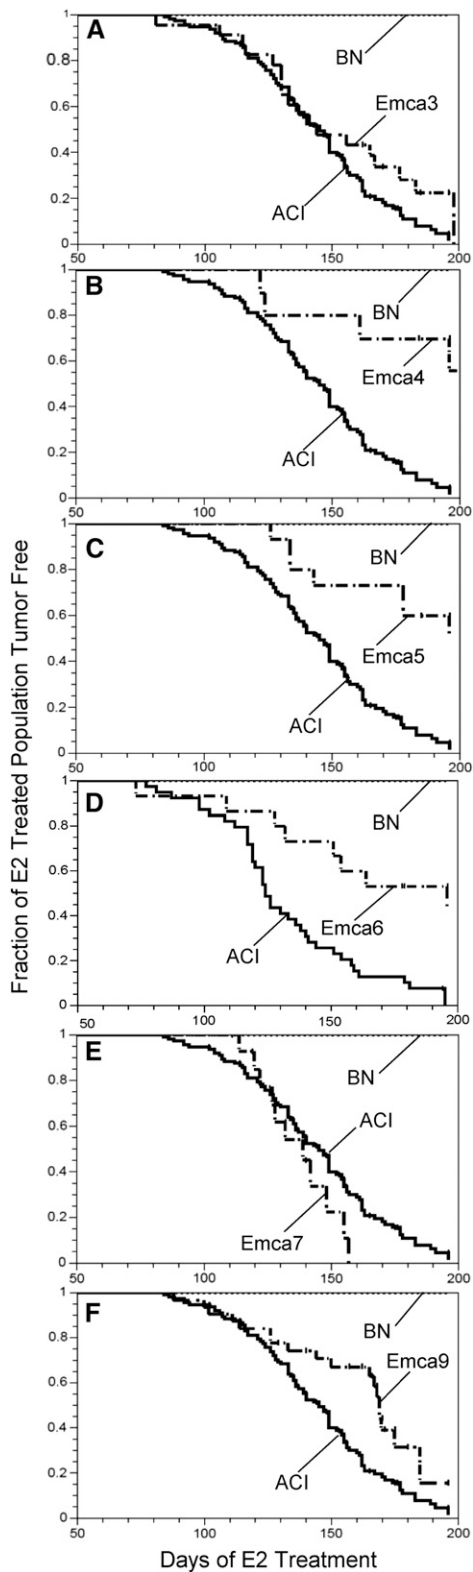 Fraction of E2 Treated Population Tumor Free
A
1
0.8
0.6
0.4
0.2
0
BN
Emca3
ACI
50
100
150
200
B
1
0.8
0.6
0.4
0.2
0
BN
Emca4
ACI
50
100
150
200
C
1
0.8
0.6
0.4
0.2
0
BN
Emca5
ACI
50
100
150
200
D
1
0.8
0.6
0.4
0.2
0
BN
Emca6
ACI
50
100
150
200
E
1
0.8
0.6
0.4
0.2
0
BN
ACI
Emca7
50
100
150
200
F
1
0.8
0.6
0.4
0.2
0
BN
Emca9
ACI
50
100
150
200
Days of E2 Treatment